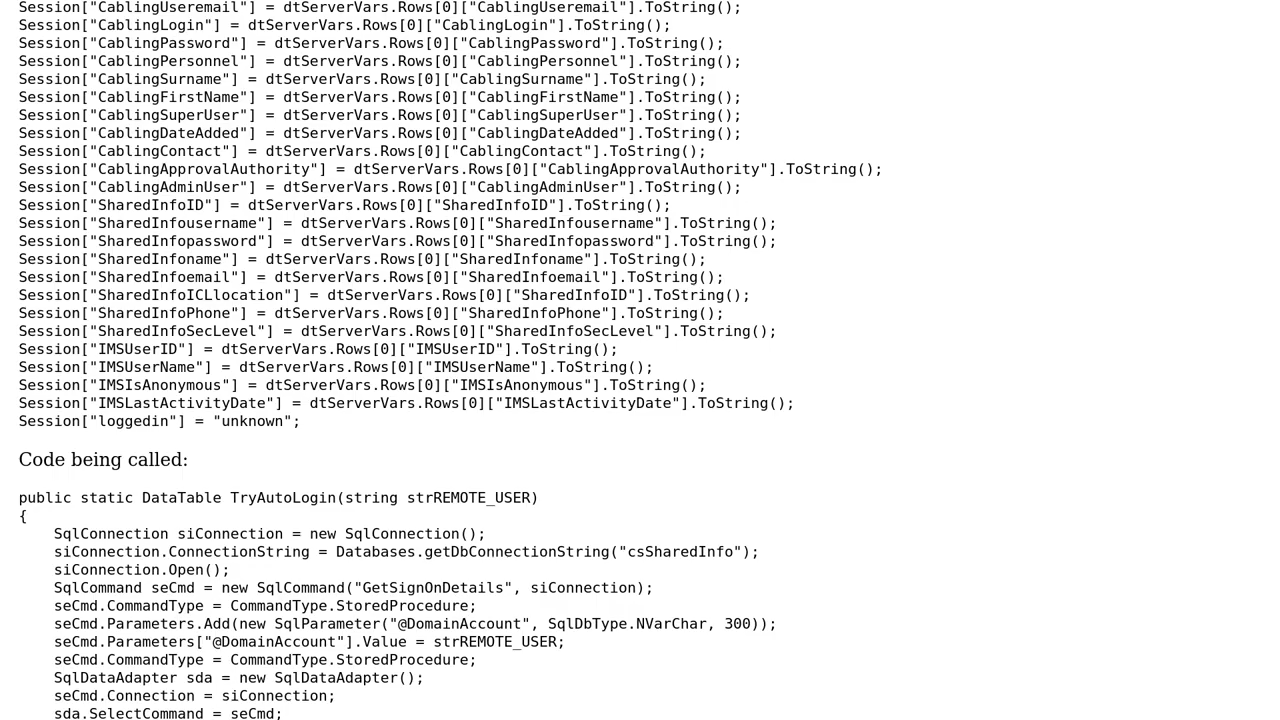 Session["CablingUseremail"] = dtServerVars.Rows[0]["CablingUseremail"].ToString();
Session["CablingLogin"] = dtServerVars.Rows[0]["CablingLogin"].ToString();
Session["CablingPassword"] = dtServerVars.Rows[0]["CablingPassword"].ToString();
Session["CablingPersonnel"] = dtServerVars.Rows[0]["CablingPersonnel"].ToString();
Session["CablingSurname"] = dtServerVars.Rows[0]["CablingSurname"].ToString();
Session["CablingFirstName"] = dtServerVars.Rows[0]["CablingFirstName"].ToString();
Session["CablingSuperUser"] = dtServerVars.Rows[0]["CablingSuperUser"].ToString();
Session["CablingDateAdded"] = dtServerVars.Rows[0]["CablingDateAdded"].ToString();
Session["CablingContact"] = dtServerVars.Rows[0]["CablingContact"].ToString();
Session["CablingApprovalAuthority"] = dtServerVars.Rows[0]["CablingApprovalAuthority"].ToString();
Session["CablingAdminUser"] = dtServerVars.Rows[0]["CablingAdminUser"].ToString();
Session["SharedInfoID"] = dtServerVars.Rows[0]["SharedInfoID"].ToString();
Session["SharedInfousername"] = dtServerVars.Rows[0]["SharedInfousername"].ToString();
Session["SharedInfopassword"] = dtServerVars.Rows[0]["SharedInfopassword"].ToString();
Session["SharedInfoname"] = dtServerVars.Rows[0]["SharedInfoname"].ToString();
Session["SharedInfoemail"] = dtServerVars.Rows[0]["SharedInfoemail"].ToString();
Session["SharedInfoICLlocation"] = dtServerVars.Rows[0]["SharedInfoID"].ToString();
Session["SharedInfoPhone"] = dtServerVars.Rows[0]["SharedInfoPhone"].ToString();
Session["SharedInfoSecLevel"] = dtServerVars.Rows[0]["SharedInfoSecLevel"].ToString();
Session["IMSUserID"] = dtServerVars.Rows[0]["IMSUserID"].ToString();
Session["IMSUserName"] = dtServerVars.Rows[0]["IMSUserName"].ToString();
Session["IMSIsAnonymous"] = dtServerVars.Rows[0]["IMSIsAnonymous"].ToString();
Session["IMSLastActivityDate"] = dtServerVars.Rows[0]["IMSLastActivityDate"].ToString();
Session["loggedin"] = "unknown";
Code being called:
public static DataTable TryAutoLogin(string strREMOTE_USER)
{
    SqlConnection siConnection = new SqlConnection();
    siConnection.ConnectionString = Databases.getDbConnectionString("csSharedInfo");
    siConnection.Open();
    SqlCommand seCmd = new SqlCommand("GetSignOnDetails", siConnection);
    seCmd.CommandType = CommandType.StoredProcedure;
    seCmd.Parameters.Add(new SqlParameter("@DomainAccount", SqlDbType.NVarChar, 300));
    seCmd.Parameters["@DomainAccount"].Value = strREMOTE_USER;
    seCmd.CommandType = CommandType.StoredProcedure;
    SqlDataAdapter sda = new SqlDataAdapter();
    seCmd.Connection = siConnection;
    sda.SelectCommand = seCmd;